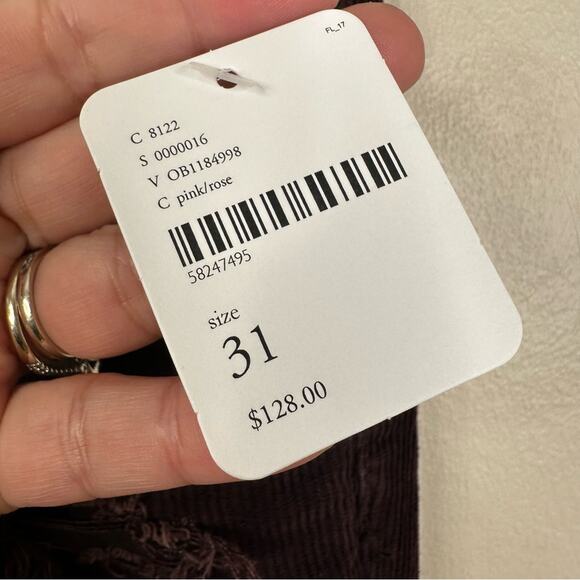 FL_17
C 8122
S 0000016
V OB1184998
C pink/rose
58247495
size
31
$128.00